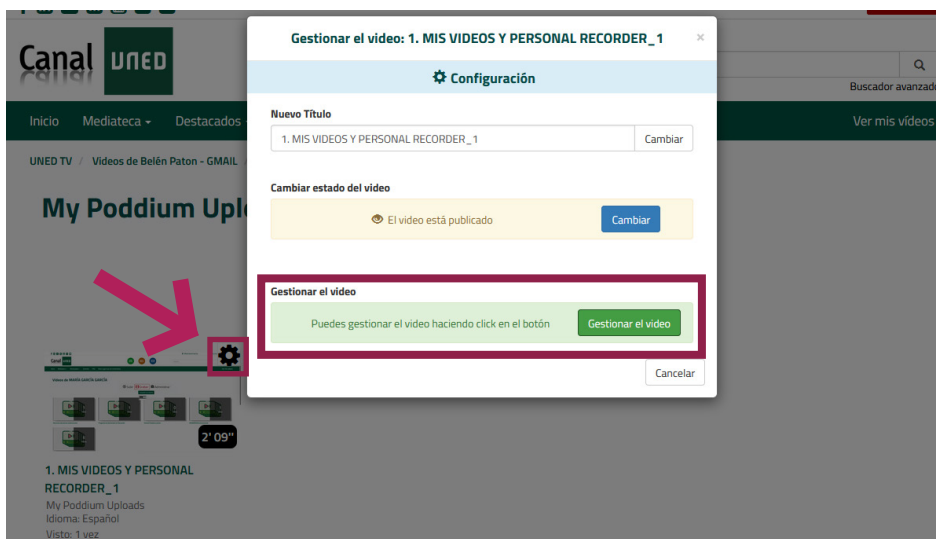 Canal UNED
Buscador avanzado
Inicio Mediateca Destacados
Ver mis vídeos
UNED TV / Videos de Belén Paton - GMAIL /
My Poddium Uplo
Gestionar el video: 1. MIS VIDEOS Y PERSONAL RECORDER_1 ×
Configuración
Nuevo Título
1. MIS VIDEOS Y PERSONAL RECORDER_1 Cambiar
Cambiar estado del video
El video está publicado Cambiar
Gestionar el video
Puedes gestionar el video haciendo click en el botón Gestionar el video
Cancelar
2' 09''
1. MIS VIDEOS Y PERSONAL
RECORDER_1
My Poddium Uploads
Idioma: Español
Visto: 1 vez